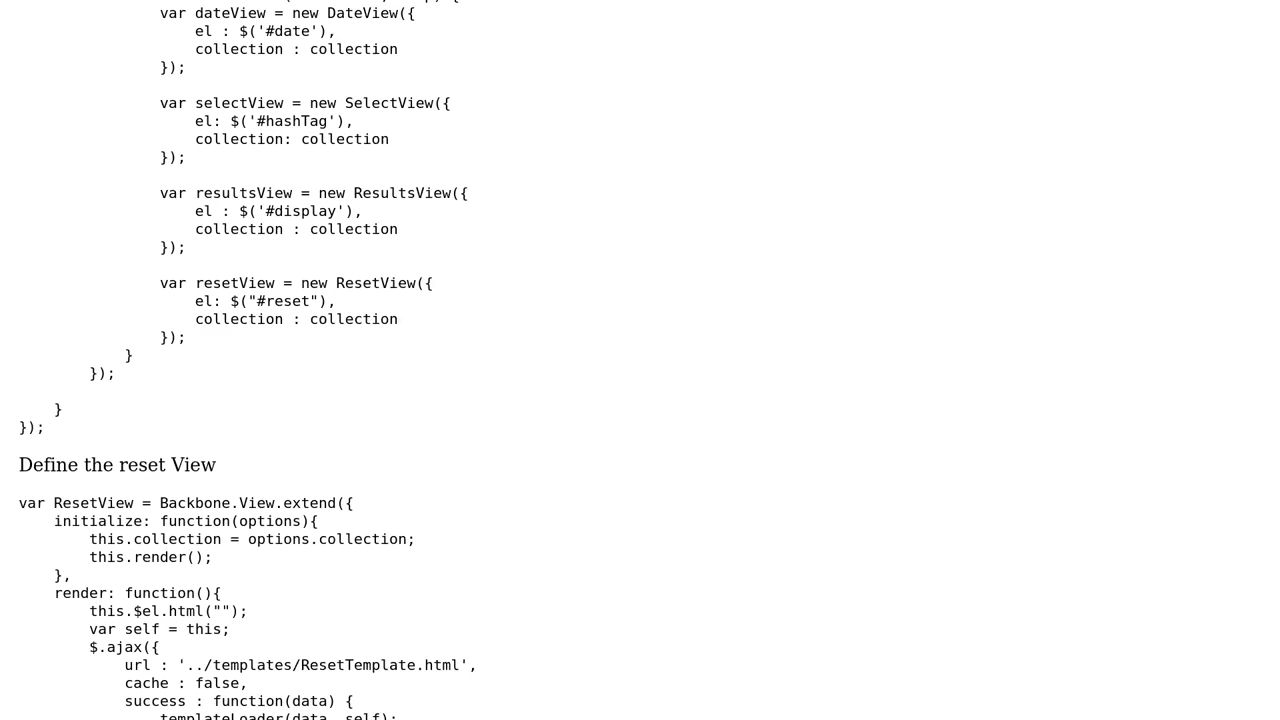 var dateView = new DateView({
el : $('#date'),
collection : collection
});
var selectView = new SelectView({
el: $('#hashTag'),
collection: collection
});
var resultsView = new ResultsView({
el : $('#display'),
collection : collection
});
var resetView = new ResetView({
el: $("#reset"),
collection : collection
});
}
});
}
});
Define the reset View
var ResetView = Backbone.View.extend({
initialize: function(options){
this.collection = options.collection;
this.render();
},
render: function(){
this.$el.html("");
var self = this;
$.ajax({
url : '../templates/ResetTemplate.html',
cache : false,
success : function(data) {
templateLoader(data, self);